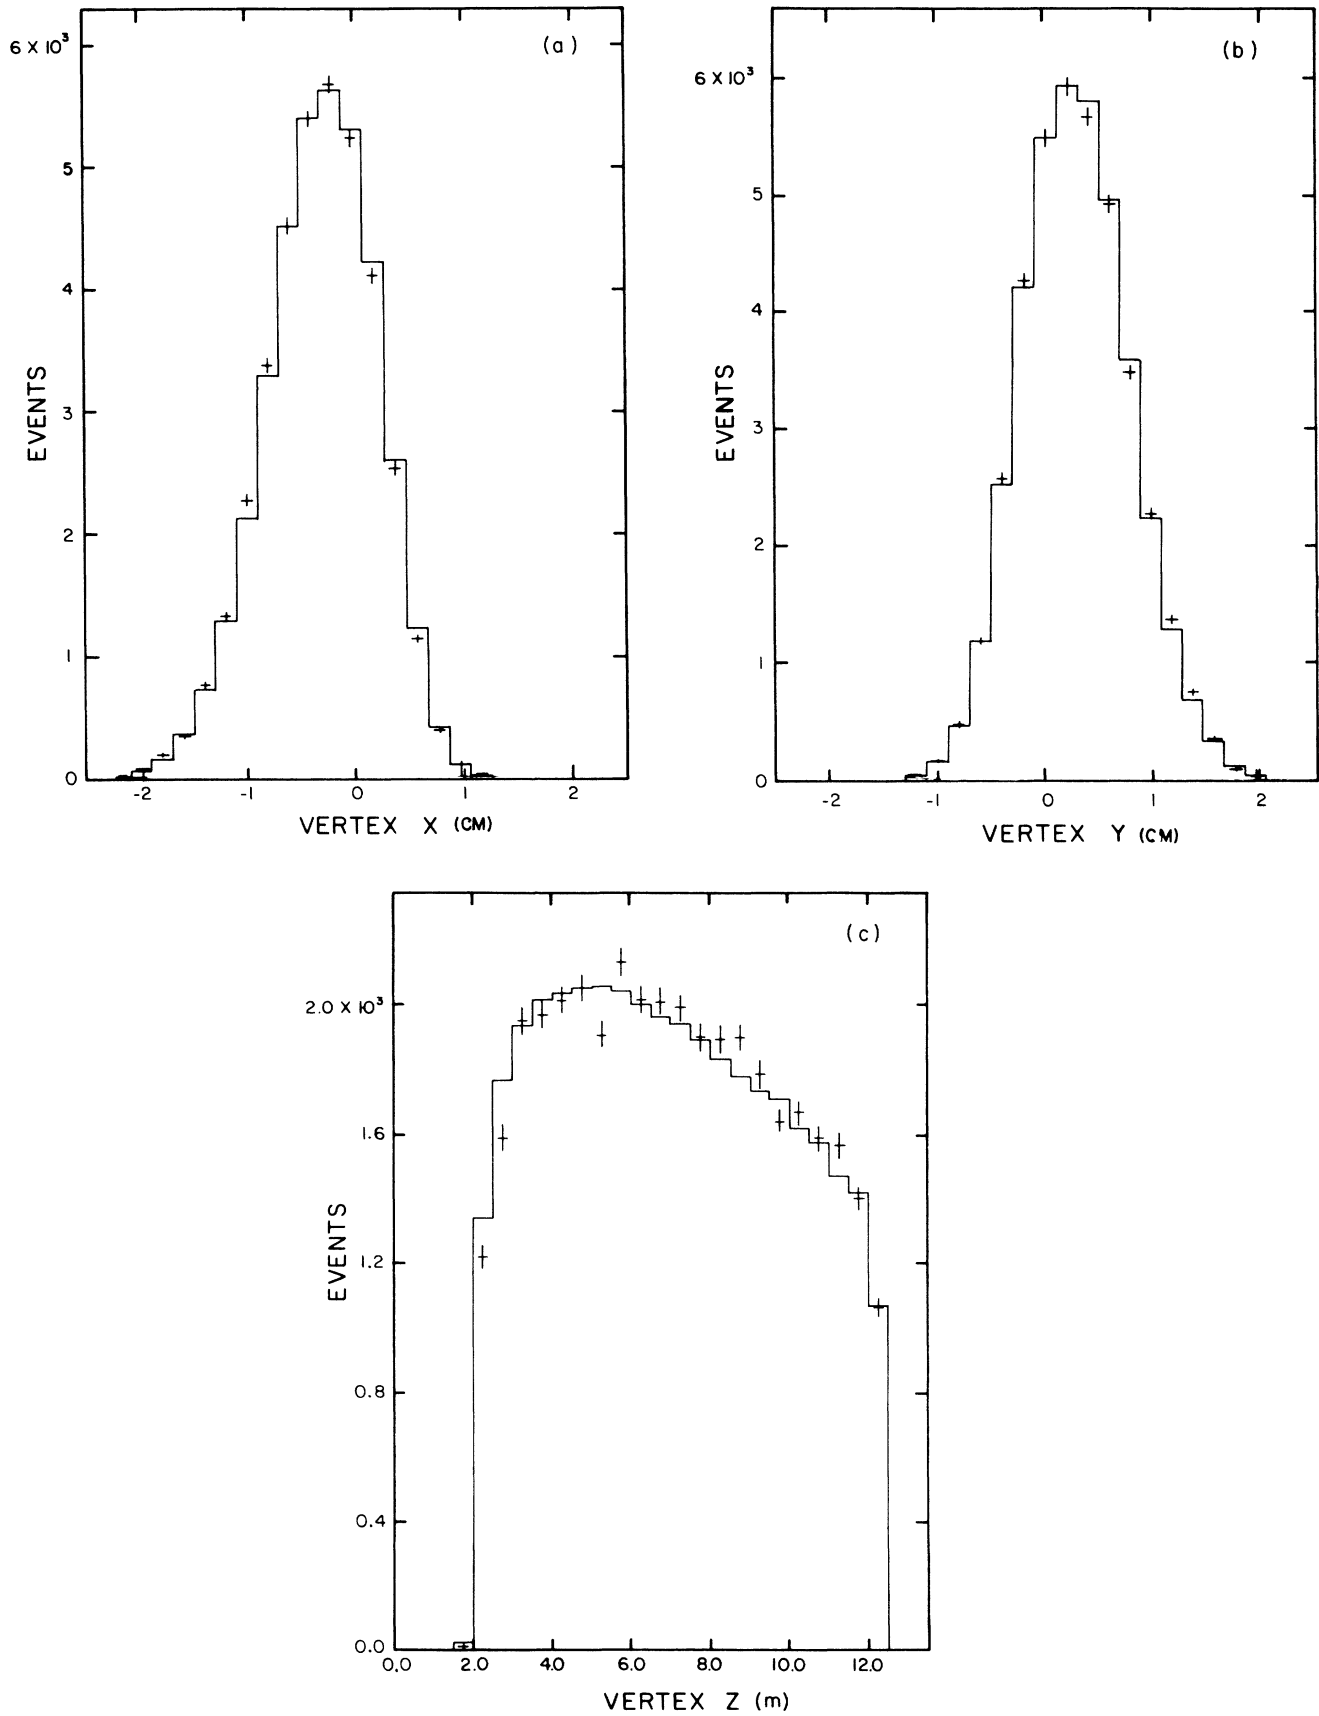 (a)
6 X 10³
5
4
3
2
1
0
EVENTS
-2 -1 0 1 2
VERTEX X (CM)
(b)
6 X 10³
5
4
3
2
1
0
EVENTS
-2 -1 0 1 2
VERTEX Y (CM)
(c)
2.0 X 10³
1.6
1.2
0.8
0.4
0.0
EVENTS
0.0 2.0 4.0 6.0 8.0 10.0 12.0
VERTEX Z (m)